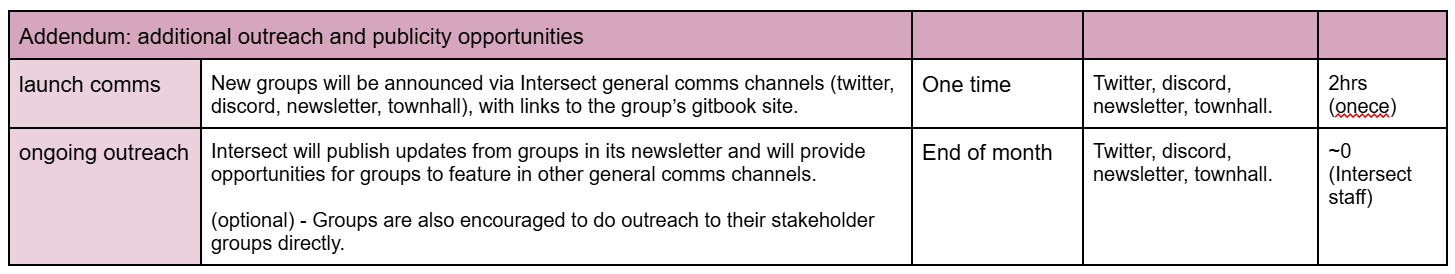 Addendum: additional outreach and publicity opportunities
launch comms
New groups will be announced via Intersect general comms channels (twitter,
discord, newsletter, townhall), with links to the group’s gitbook site.
One time
Twitter, discord,
newsletter, townhall.
2hrs
(onece)
ongoing outreach
Intersect will publish updates from groups in its newsletter and will provide
opportunities for groups to feature in other general comms channels.
(optional) - Groups are also encouraged to do outreach to their stakeholder
groups directly.
End of month
Twitter, discord,
newsletter, townhall.
~0
(Intersect
staff)